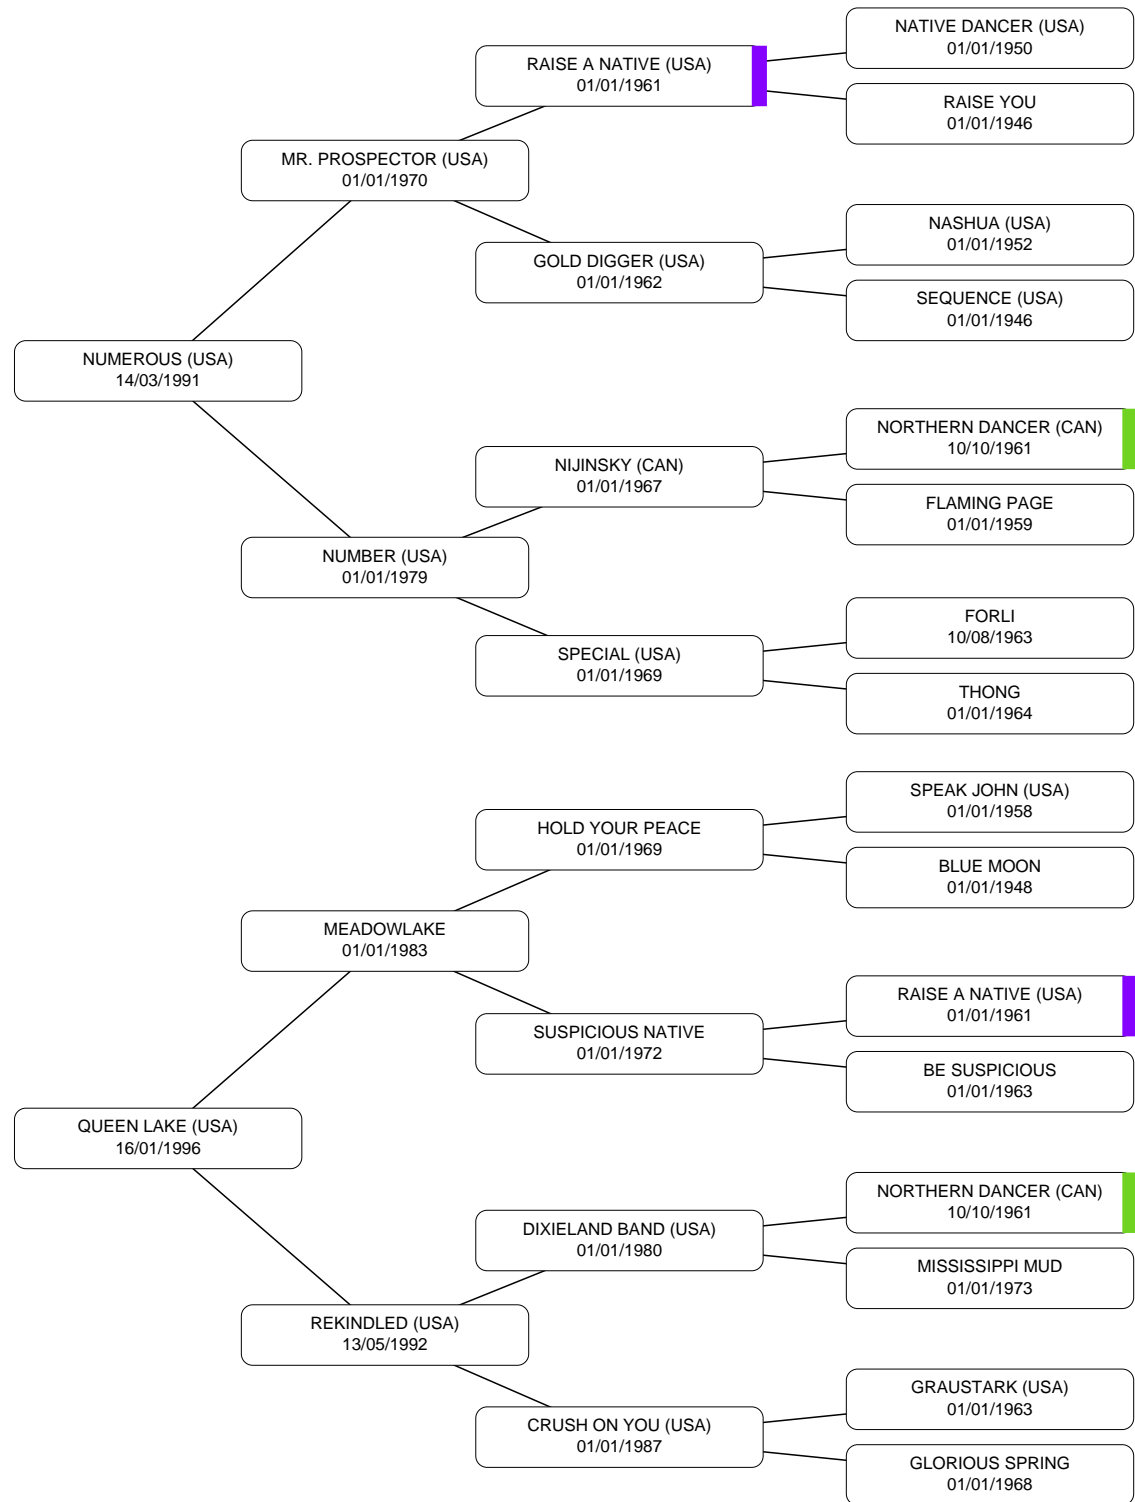 NATIVE DANCER (USA)
01/01/1950
RAISE A NATIVE (USA)
01/01/1961
RAISE YOU
01/01/1946
MR. PROSPECTOR (USA)
01/01/1970
NASHUA (USA)
01/01/1952
GOLD DIGGER (USA)
01/01/1962
SEQUENCE (USA)
01/01/1946
NUMEROUS (USA)
14/03/1991
NORTHERN DANCER (CAN)
10/10/1961
NIJINSKY (CAN)
01/01/1967
FLAMING PAGE
01/01/1959
NUMBER (USA)
01/01/1979
FORLI
10/08/1963
SPECIAL (USA)
01/01/1969
THONG
01/01/1964
SPEAK JOHN (USA)
01/01/1958
HOLD YOUR PEACE
01/01/1969
BLUE MOON
01/01/1948
MEADOWLAKE
01/01/1983
RAISE A NATIVE (USA)
01/01/1961
SUSPICIOUS NATIVE
01/01/1972
BE SUSPICIOUS
01/01/1963
QUEEN LAKE (USA)
16/01/1996
NORTHERN DANCER (CAN)
10/10/1961
DIXIELAND BAND (USA)
01/01/1980
MISSISSIPPI MUD
01/01/1973
REKINDLED (USA)
13/05/1992
GRAUSTARK (USA)
01/01/1963
CRUSH ON YOU (USA)
01/01/1987
GLORIOUS SPRING
01/01/1968